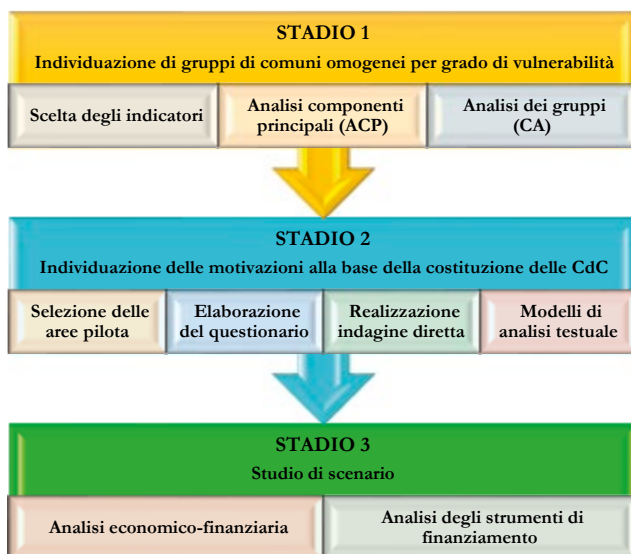 STADIO 1
Individuazione di gruppi di comuni omogenei per grado di vulnerabilità
Scelta degli indicatori
Analisi componenti
principali (ACP)
Analisi dei gruppi
(CA)
STADIO 2
Individuazione delle motivazioni alla base della costituzione delle CdC
Selezione delle
aree pilota
Elaborazione
del questionario
Realizzazione
indagine diretta
Modelli di
analisi testuale
STADIO 3
Studio di scenario
Analisi economico-finanziaria
Analisi degli strumenti di
finanziamento